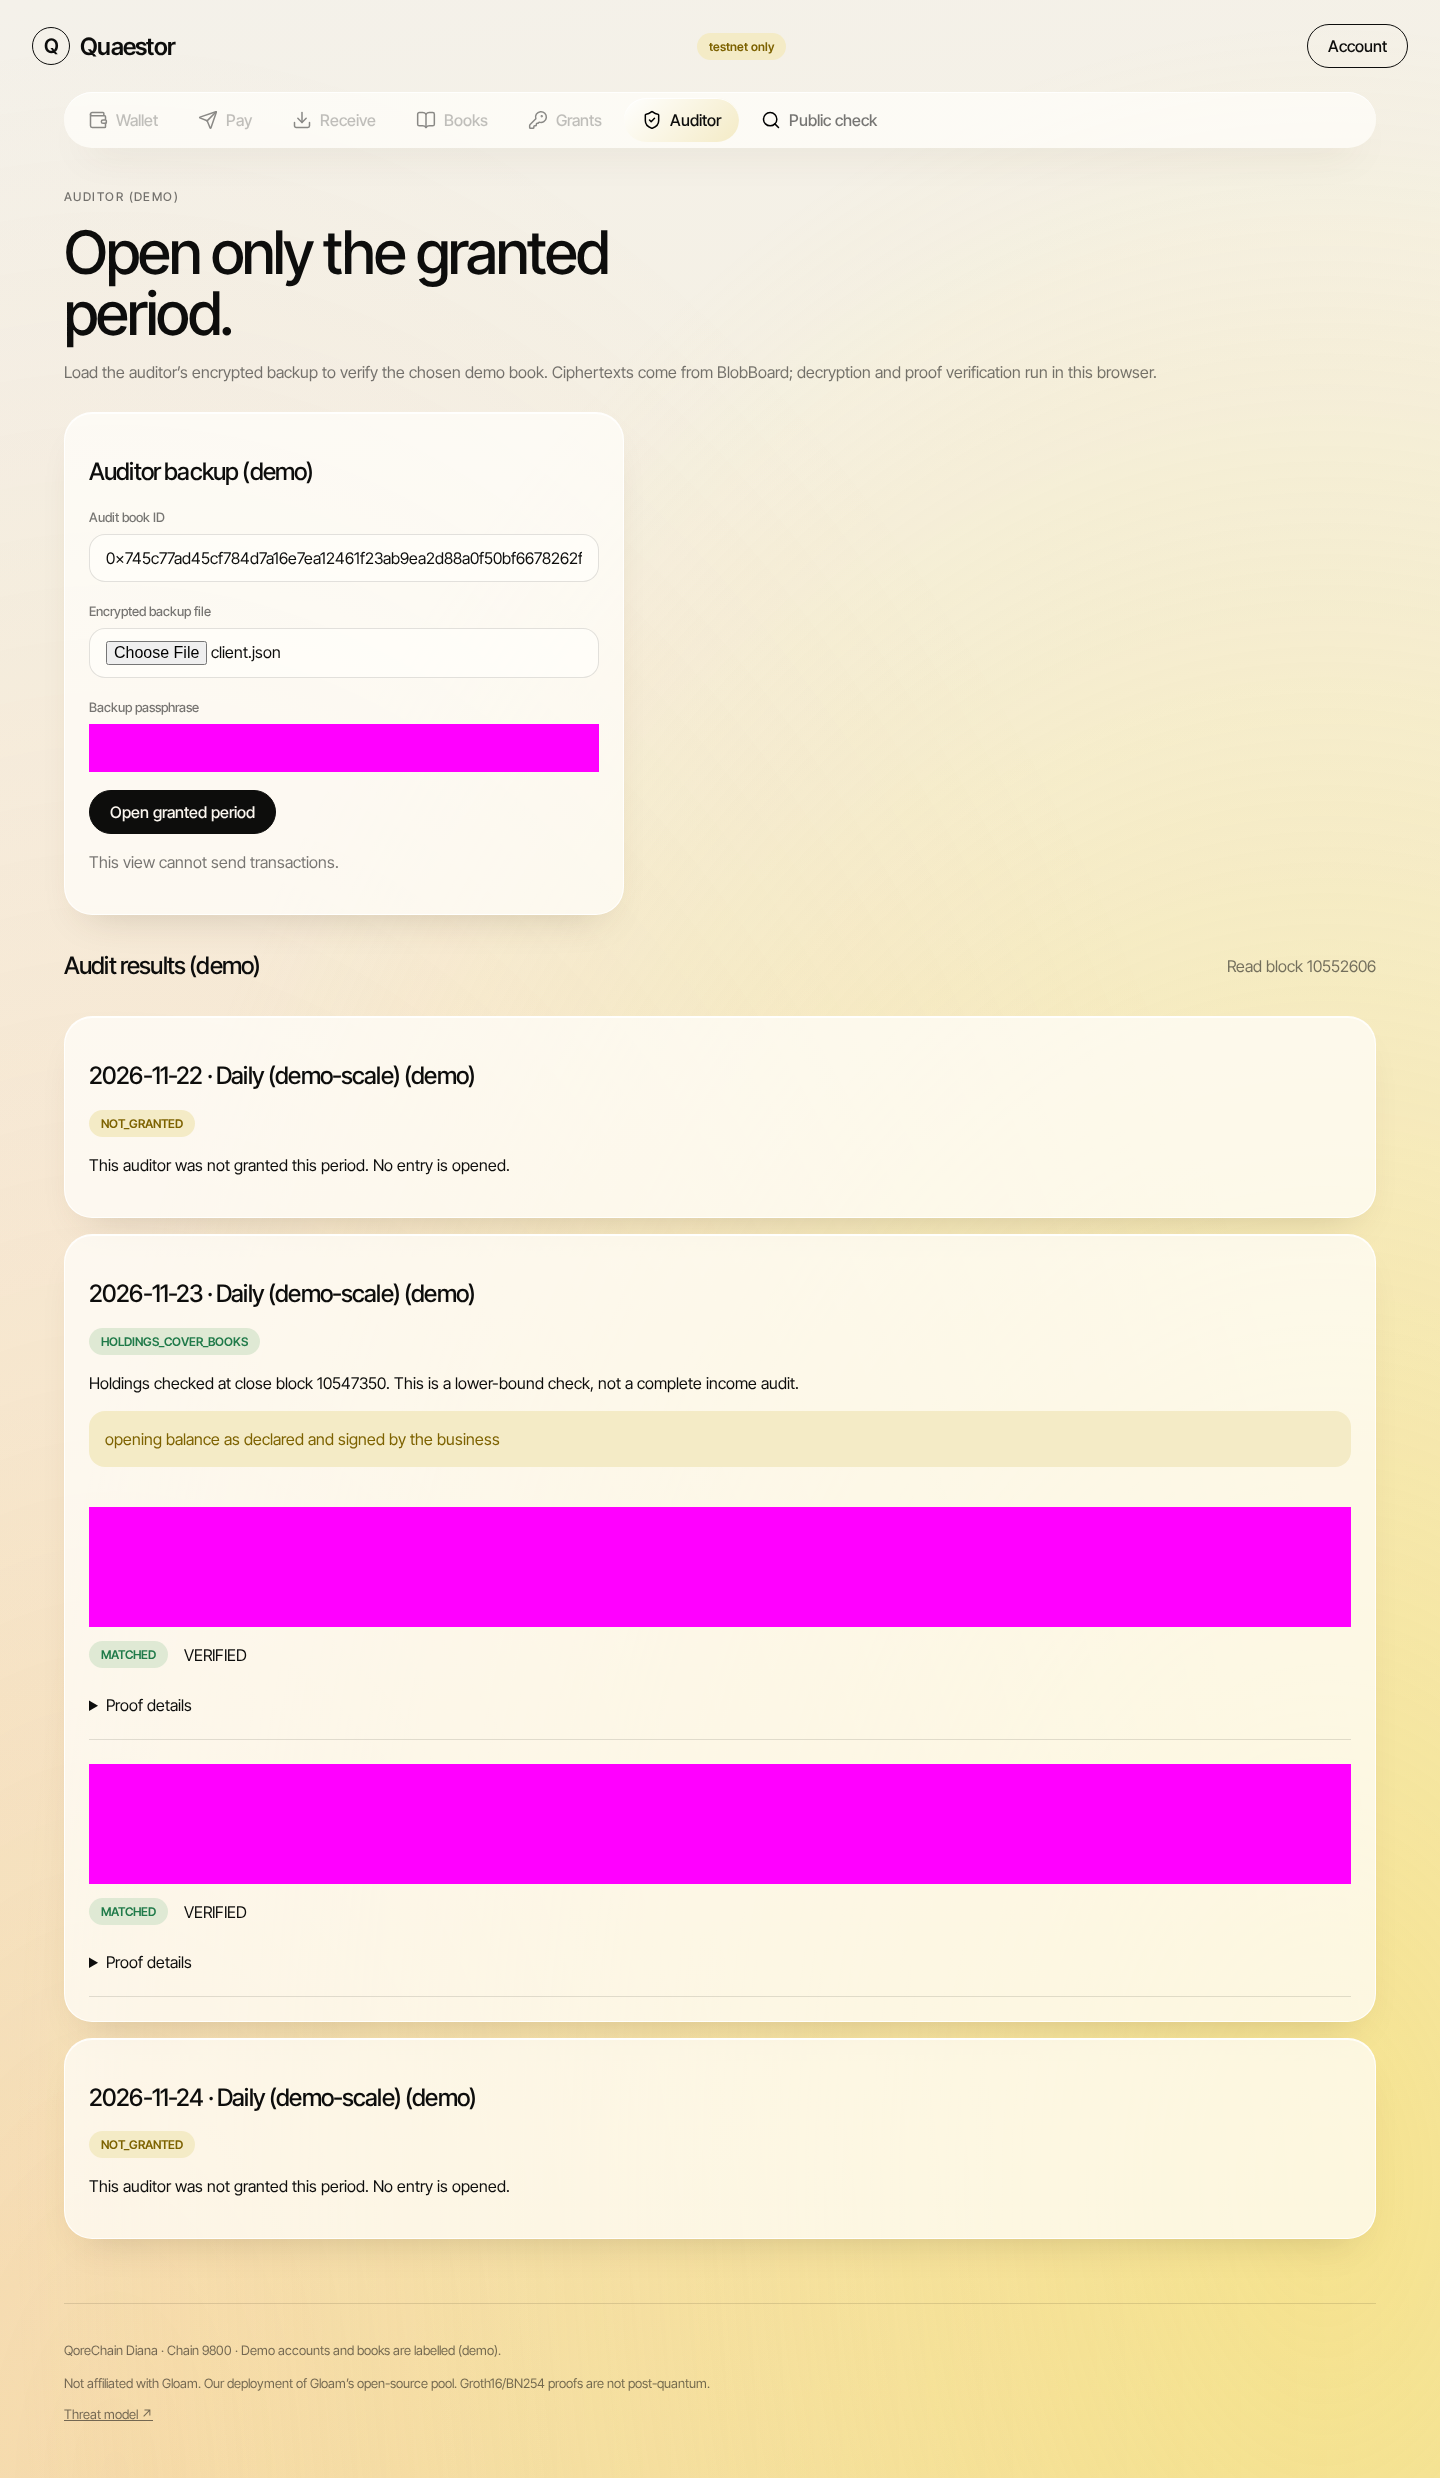 Q Quaestor
testnet only
Account
Wallet
Pay
Receive
Books
Grants
Auditor
Public check
AUDITOR (DEMO)
Open only the granted
period.
Load the auditor’s encrypted backup to verify the chosen demo book. Ciphertexts come from BlobBoard; decryption and proof verification run in this browser.
Auditor backup (demo)
Audit book ID
0x745c77ad45cf784d7a16e7ea12461f23ab9ea2d88a0f50bf6678262f
Encrypted backup file
Choose File client.json
Backup passphrase
Open granted period
This view cannot send transactions.
Audit results (demo)
Read block 10552606
2026-11-22 · Daily (demo-scale) (demo)
NOT_GRANTED
This auditor was not granted this period. No entry is opened.
2026-11-23 · Daily (demo-scale) (demo)
HOLDINGS_COVER_BOOKS
Holdings checked at close block 10547350. This is a lower-bound check, not a complete income audit.
opening balance as declared and signed by the business
MATCHED VERIFIED
▶ Proof details
MATCHED VERIFIED
▶ Proof details
2026-11-24 · Daily (demo-scale) (demo)
NOT_GRANTED
This auditor was not granted this period. No entry is opened.
QoreChain Diana · Chain 9800 · Demo accounts and books are labelled (demo).
Not affiliated with Gloam. Our deployment of Gloam’s open-source pool. Groth16/BN254 proofs are not post-quantum.
Threat model ↗